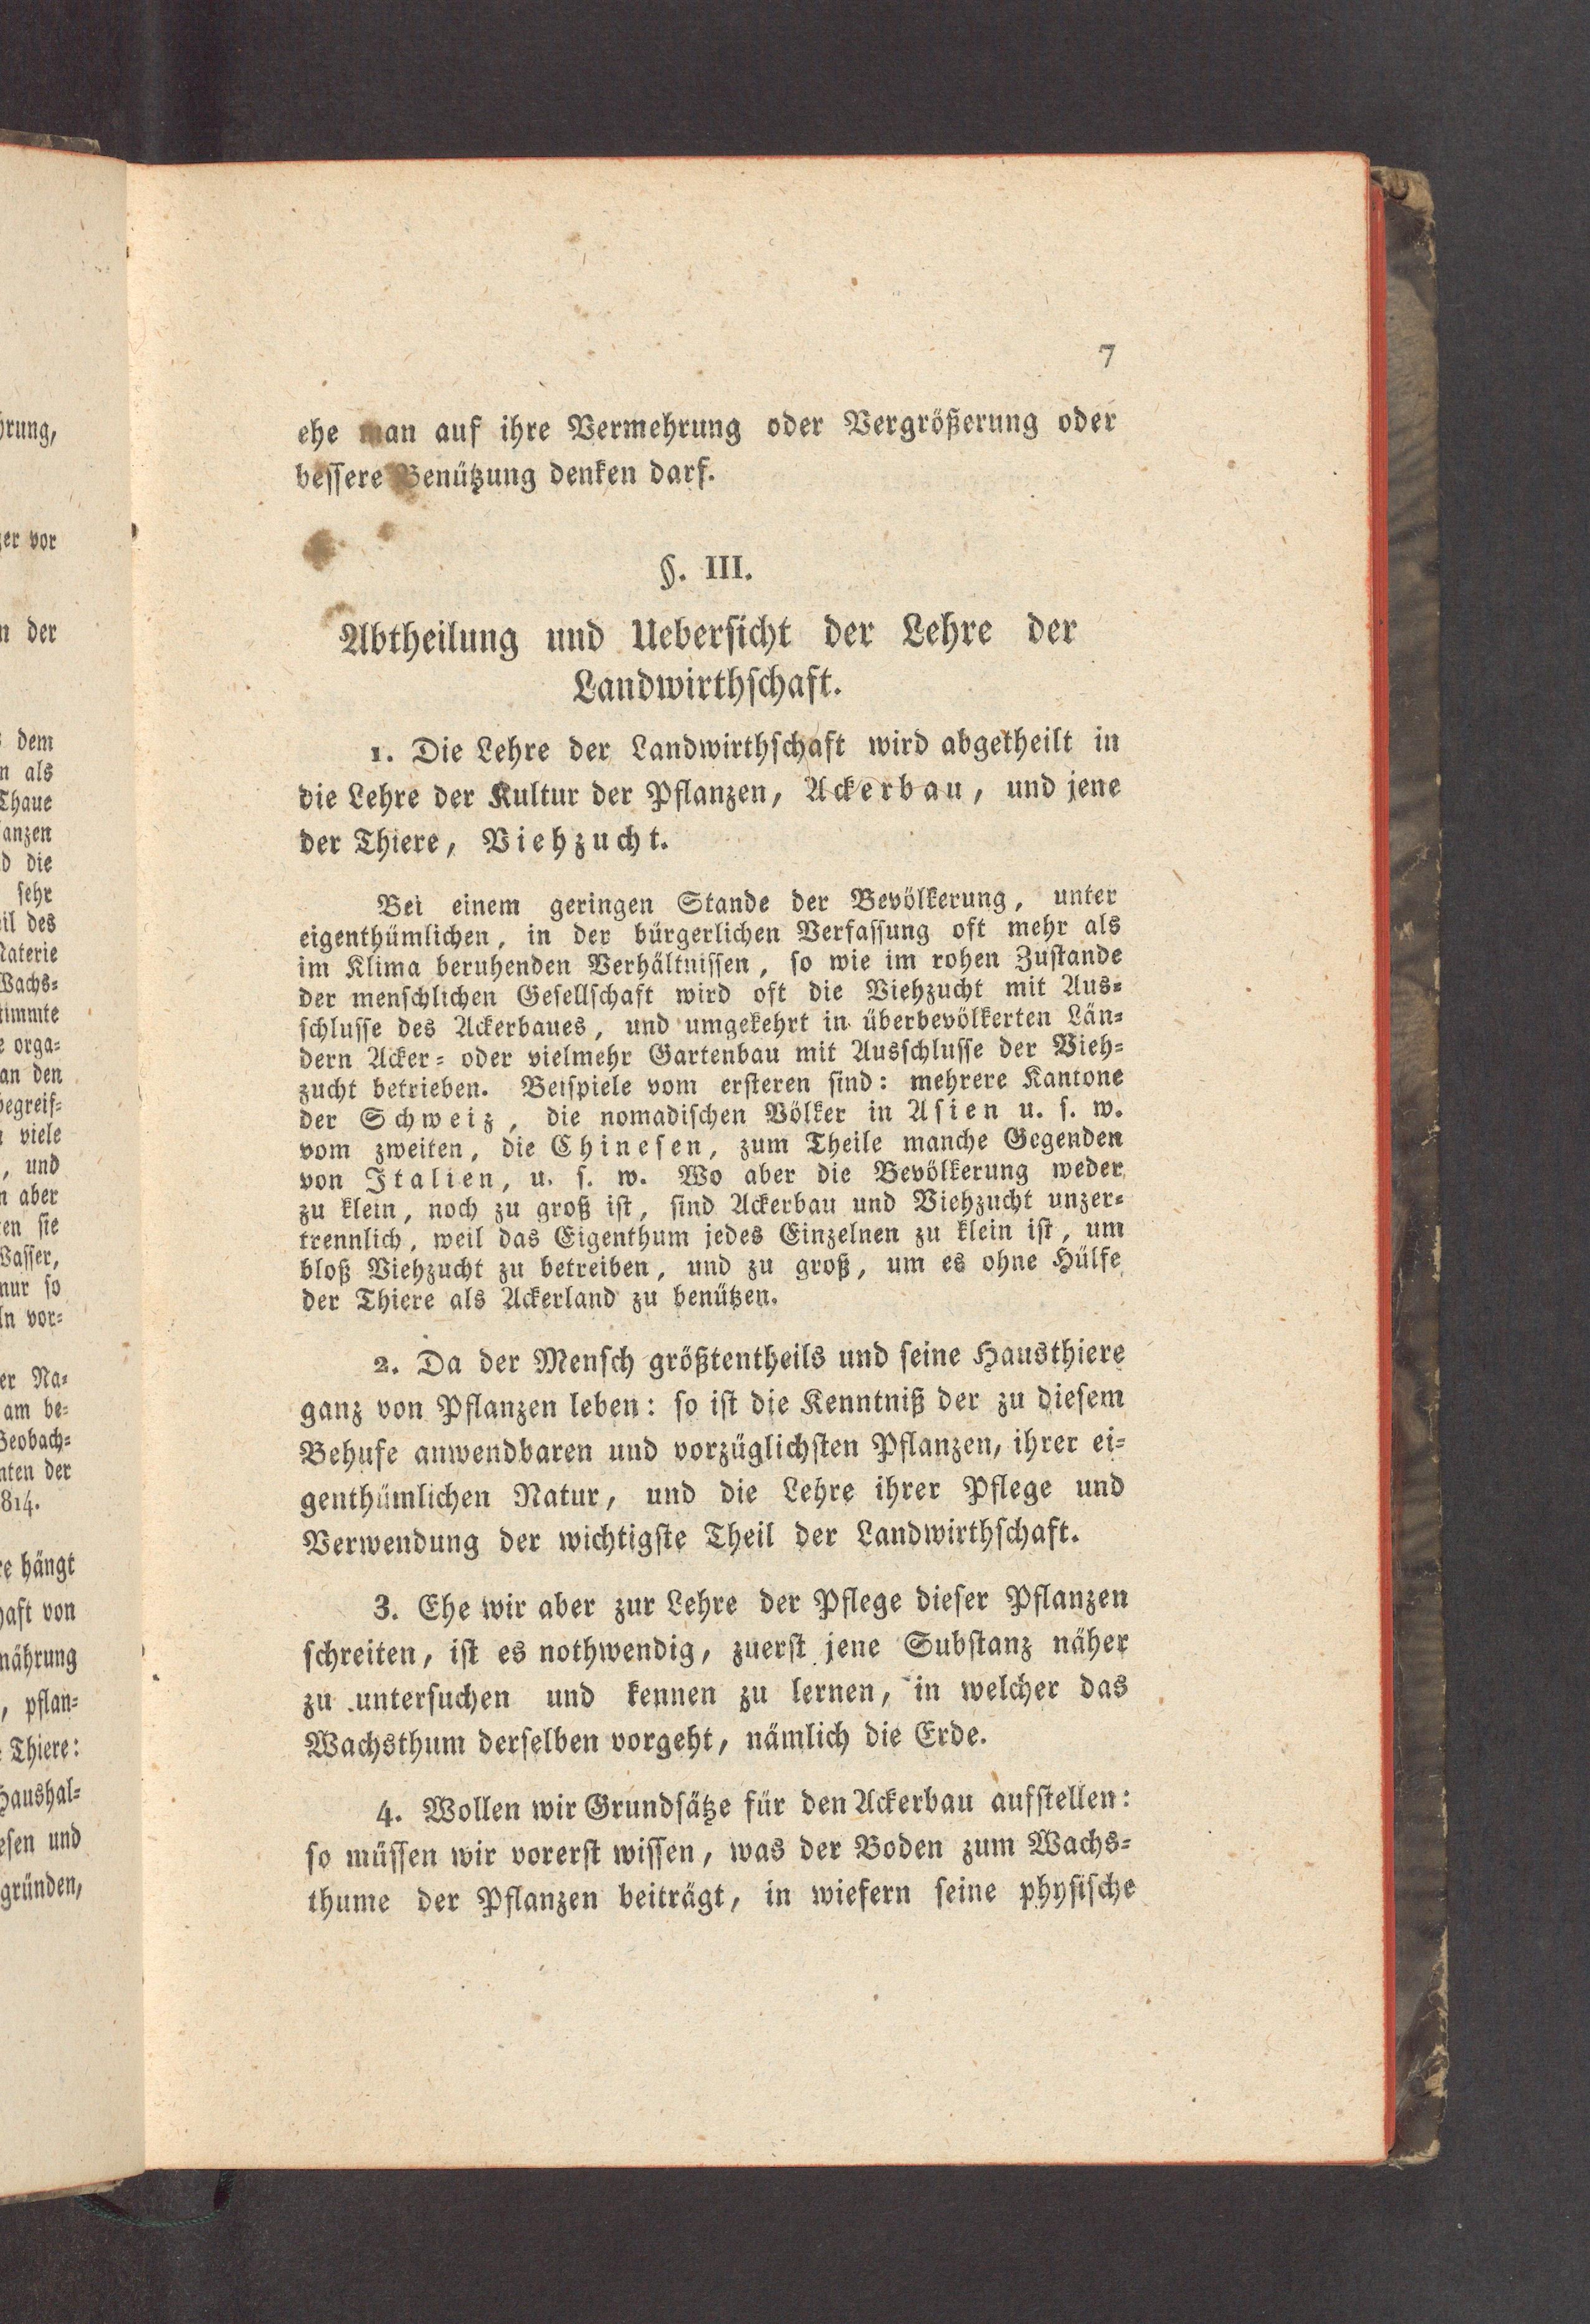 7
ehe man auf ihre Vermehrung oder Vergrößerung oder
bessere Benützung denken darf.
§. III.
Abtheilung und Uebersicht der Lehre der
Landwirthschaft.
1. Die Lehre der Landwirthschaft wird abgetheilt in
die Lehre der Kultur der Pflanzen, Ackerbau, und jene
der Thiere, Viehzucht.
Bei einem geringen Stande der Bevölkerung, unter
eigenthümlichen, in der bürgerlichen Verfassung oft mehr als
im Klima beruhenden Verhältnissen, so wie im rohen Zustande
der menschlichen Gesellschaft wird oft die Viehzucht mit Aus-
schlusse des Ackerbaues, und umgekehrt in überbevölkerten Län-
dern Acker- oder vielmehr Gartenbau mit Ausschlusse der Vieh-
zucht betrieben. Beispiele vom ersteren sind: mehrere Kantone
der Schweiz, die nomadischen Völker in Asien u. s. w.
vom zweiten, die Chinesen, zum Theile manche Gegenden
von Italien, u. s. w. Wo aber die Bevölkerung weder
zu klein, noch zu groß ist, sind Ackerbau und Viehzucht unzer-
trennlich, weil das Eigenthum jedes Einzelnen zu klein ist, um
bloß Viehzucht zu betreiben, und zu groß, um es ohne Hülfe
der Thiere als Ackerland zu benützen.
2. Da der Mensch größtentheils und seine Hausthiere
ganz von Pflanzen leben: so ist die Kenntniß der zu diesem
Behufe anwendbaren und vorzüglichsten Pflanzen, ihrer ei-
genthümlichen Natur, und die Lehre ihrer Pflege und
Verwendung der wichtigste Theil der Landwirthschaft.
3. Ehe wir aber zur Lehre der Pflege dieser Pflanzen
schreiten, ist es nothwendig, zuerst jene Substanz näher
zu untersuchen und kennen zu lernen, in welcher das
Wachsthum derselben vorgeht, nämlich die Erde.
4. Wollen wir Grundsätze für den Ackerbau aufstellen:
so müssen wir vorerst wissen, was der Boden zum Wachs-
thume der Pflanzen beiträgt, in wiefern seine physische